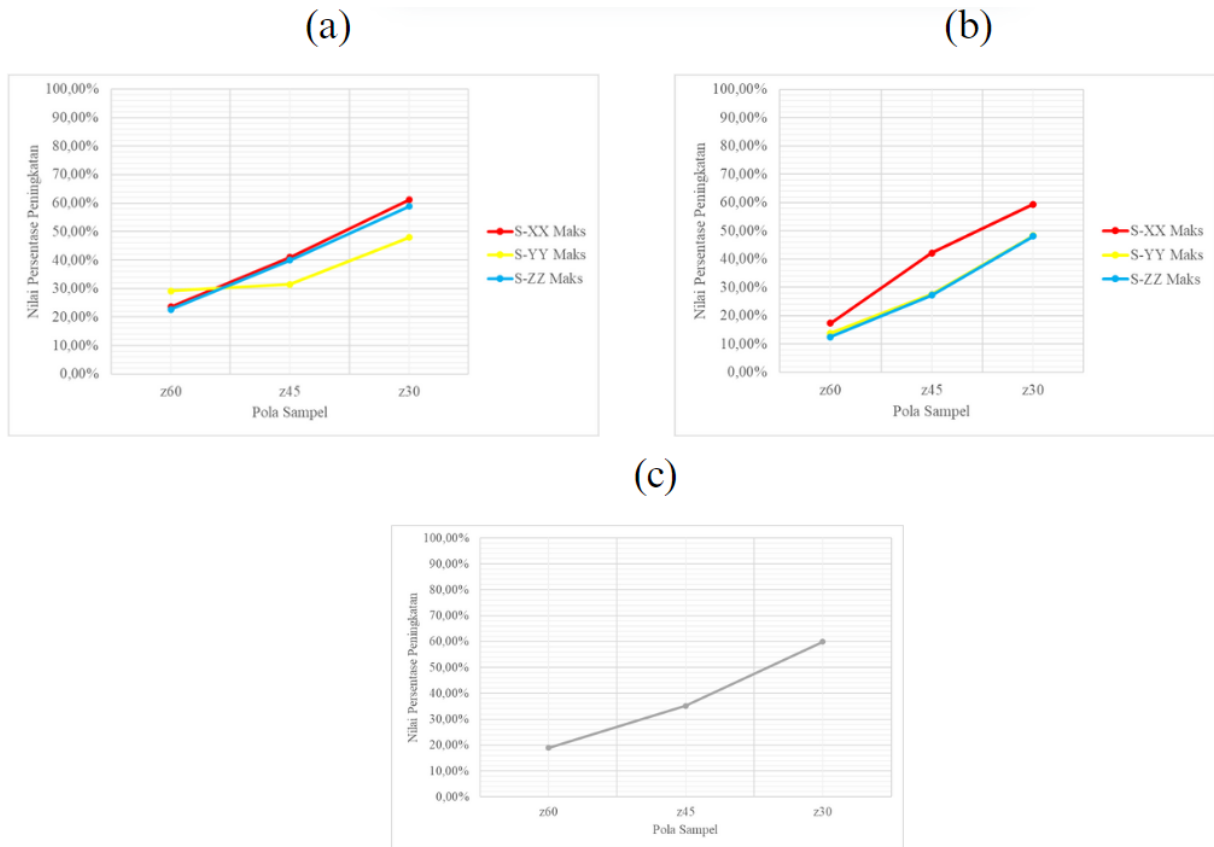 (a)
100,00%
90,00%
80,00%
70,00%
60,00%
50,00%
40,00%
30,00%
20,00%
10,00%
0,00%
Nilai Persentase Peningkatan
z60 z45 z30
Pola Sampel
S-XX Maks
S-YY Maks
S-ZZ Maks
(b)
100,00%
90,00%
80,00%
70,00%
60,00%
50,00%
40,00%
30,00%
20,00%
10,00%
0,00%
Nilai Persentase Peningkatan
z60 z45 z30
Pola Sampel
S-XX Maks
S-YY Maks
S-ZZ Maks
(c)
100,00%
90,00%
80,00%
70,00%
60,00%
50,00%
40,00%
30,00%
20,00%
10,00%
0,00%
Nilai Persentase Peningkatan
z60 z45 z30
Pola Sampel